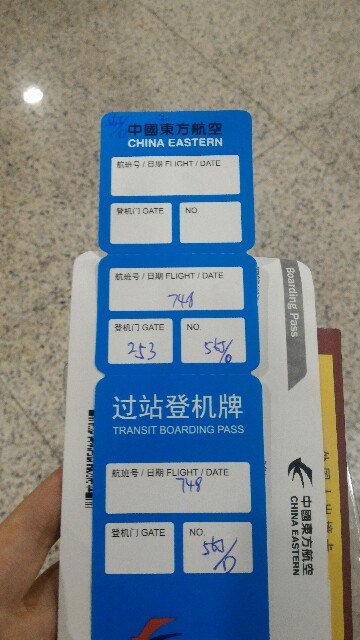 中國東方航空
CHINA EASTERN
航班号 / 日期 FLIGHT / DATE
登机门 GATE
NO.
航班号 / 日期 FLIGHT / DATE
748
登机门 GATE
NO.
253
过站登机牌
TRANSIT BOARDING PASS
航班号 / 日期 FLIGHT / DATE
748
登机门 GATE
NO.
Boarding Pass
中國東方航空
CHINA EASTERN